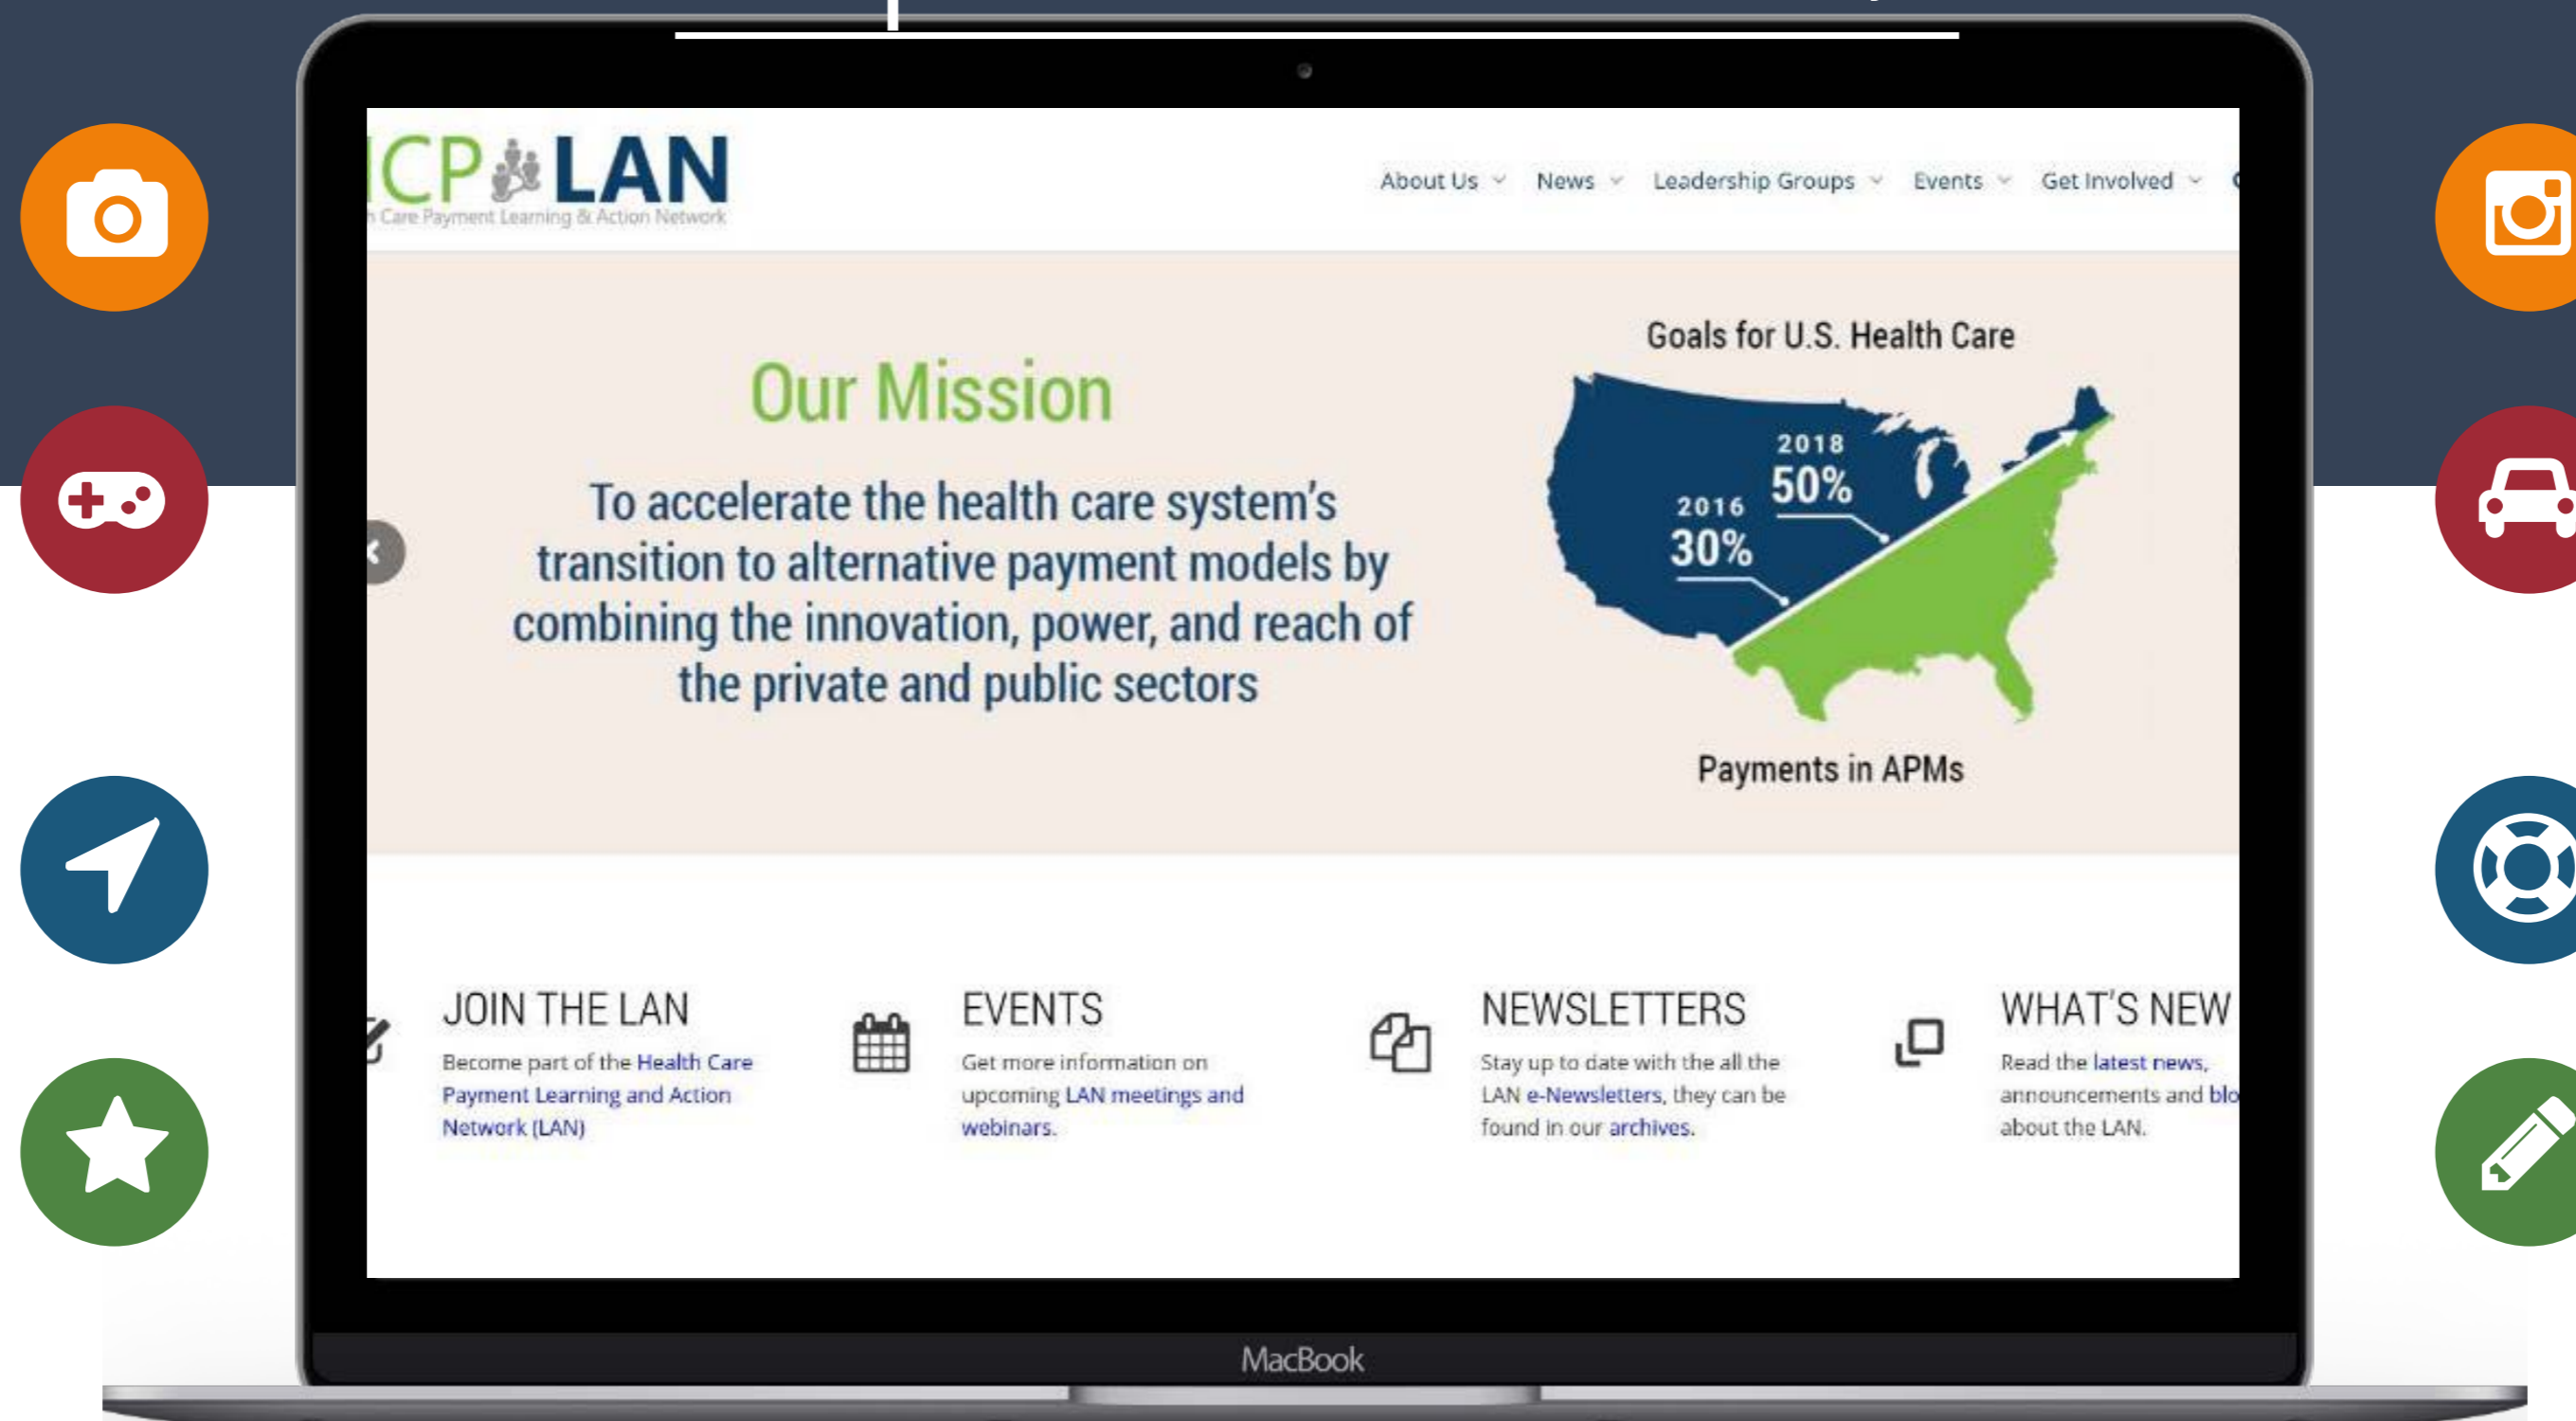 CP LAN
Care Payment Learning & Action Network
About Us News Leadership Groups Events Get Involved
Our Mission
To accelerate the health care system's
transition to alternative payment models by
combining the innovation, power, and reach of
the private and public sectors
Goals for U.S. Health Care
2018
50%
2016
30%
Payments in APMs
JOIN THE LAN
Become part of the Health Care
Payment Learning and Action
Network (LAN)
EVENTS
Get more information on
upcoming LAN meetings and
webinars.
NEWSLETTERS
Stay up to date with the all the
LAN e-Newsletters, they can be
found in our archives.
WHAT'S NEW
Read the latest news,
announcements and blo
about the LAN.
MacBook